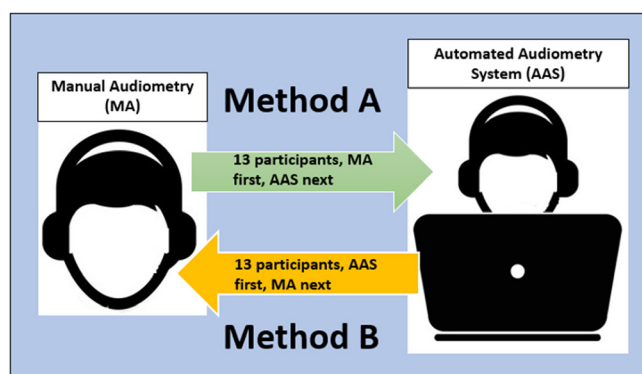 Manual Audiometry
(MA)
Method A
Automated Audiometry
System (AAS)
13 participants, MA
first, AAS next
13 participants, AAS
first, MA next
Method B